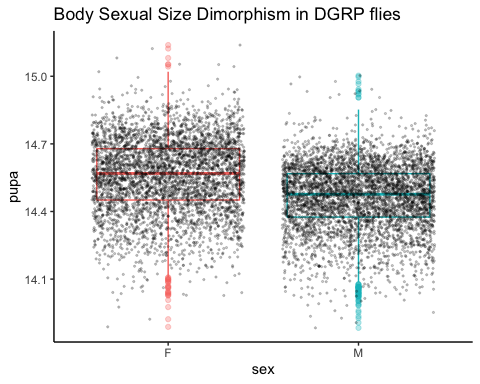 Body Sexual Size Dimorphism in DGRP flies
pupa
15.0
14.7
14.4
14.1
F
M
sex